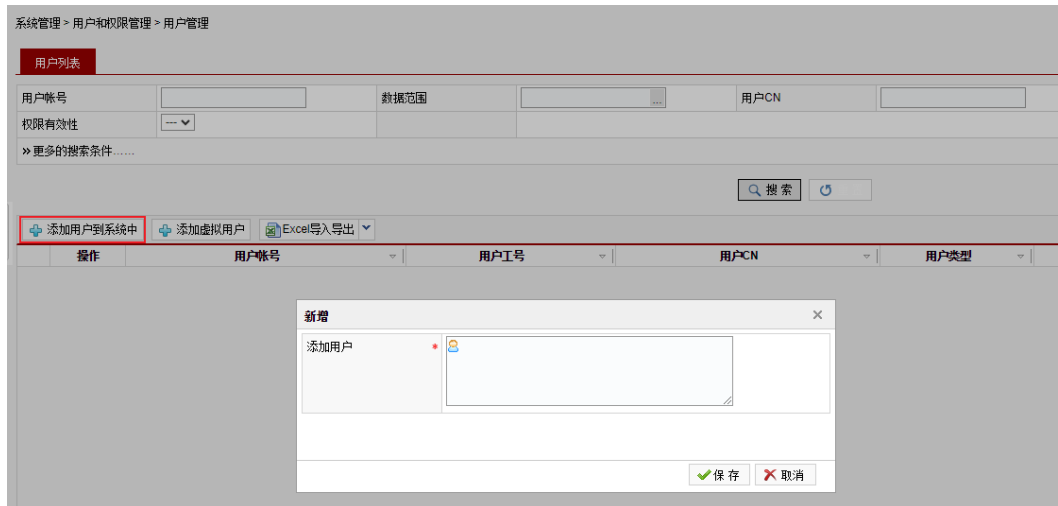 系统管理 > 用户和权限管理 > 用户管理
用户列表
用户帐号 数据范围 ... 用户CN
权限有效性 ---
»更多的搜索条件......
搜索
添加用户到系统中 添加虚拟用户 Excel导入导出
操作 用户帐号 用户工号 用户CN 用户类型
新增 ×
添加用户 *
保存 取消